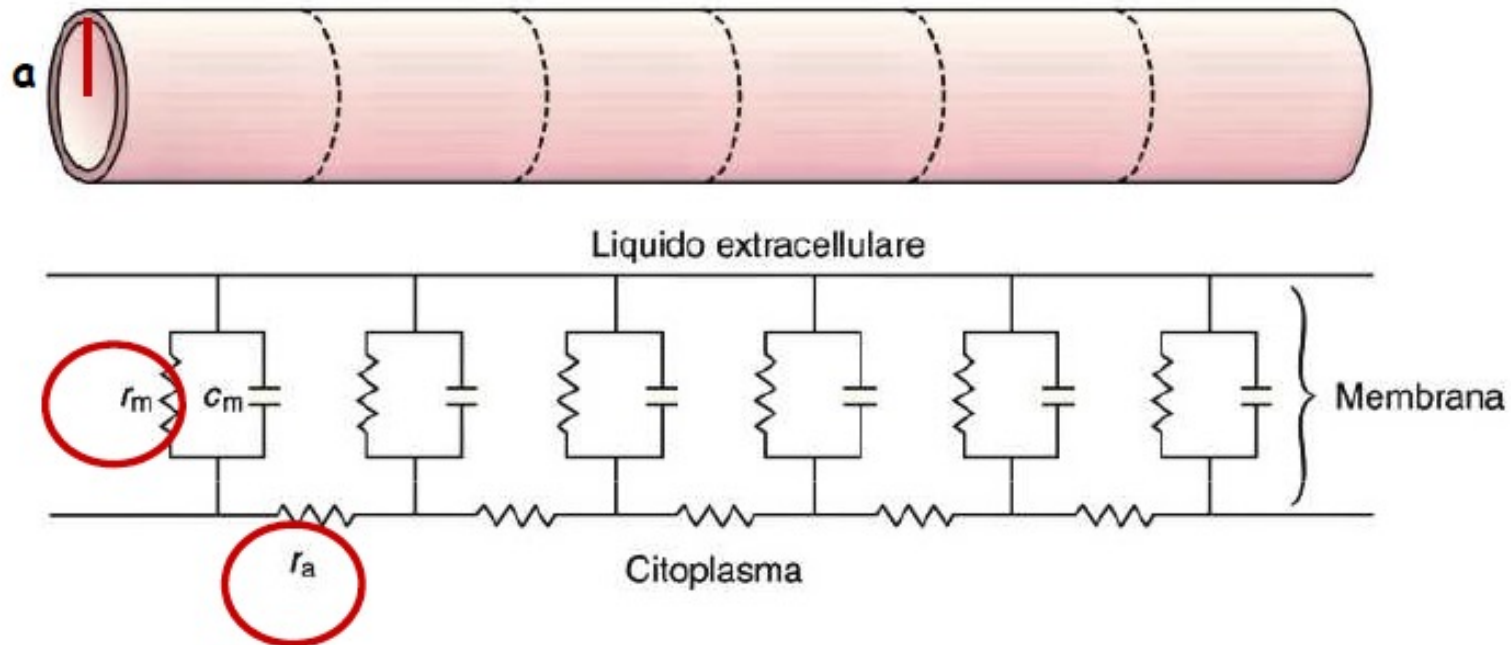 a
Liquido extracellulare
rm
cm
Membrana
ra
Citoplasma